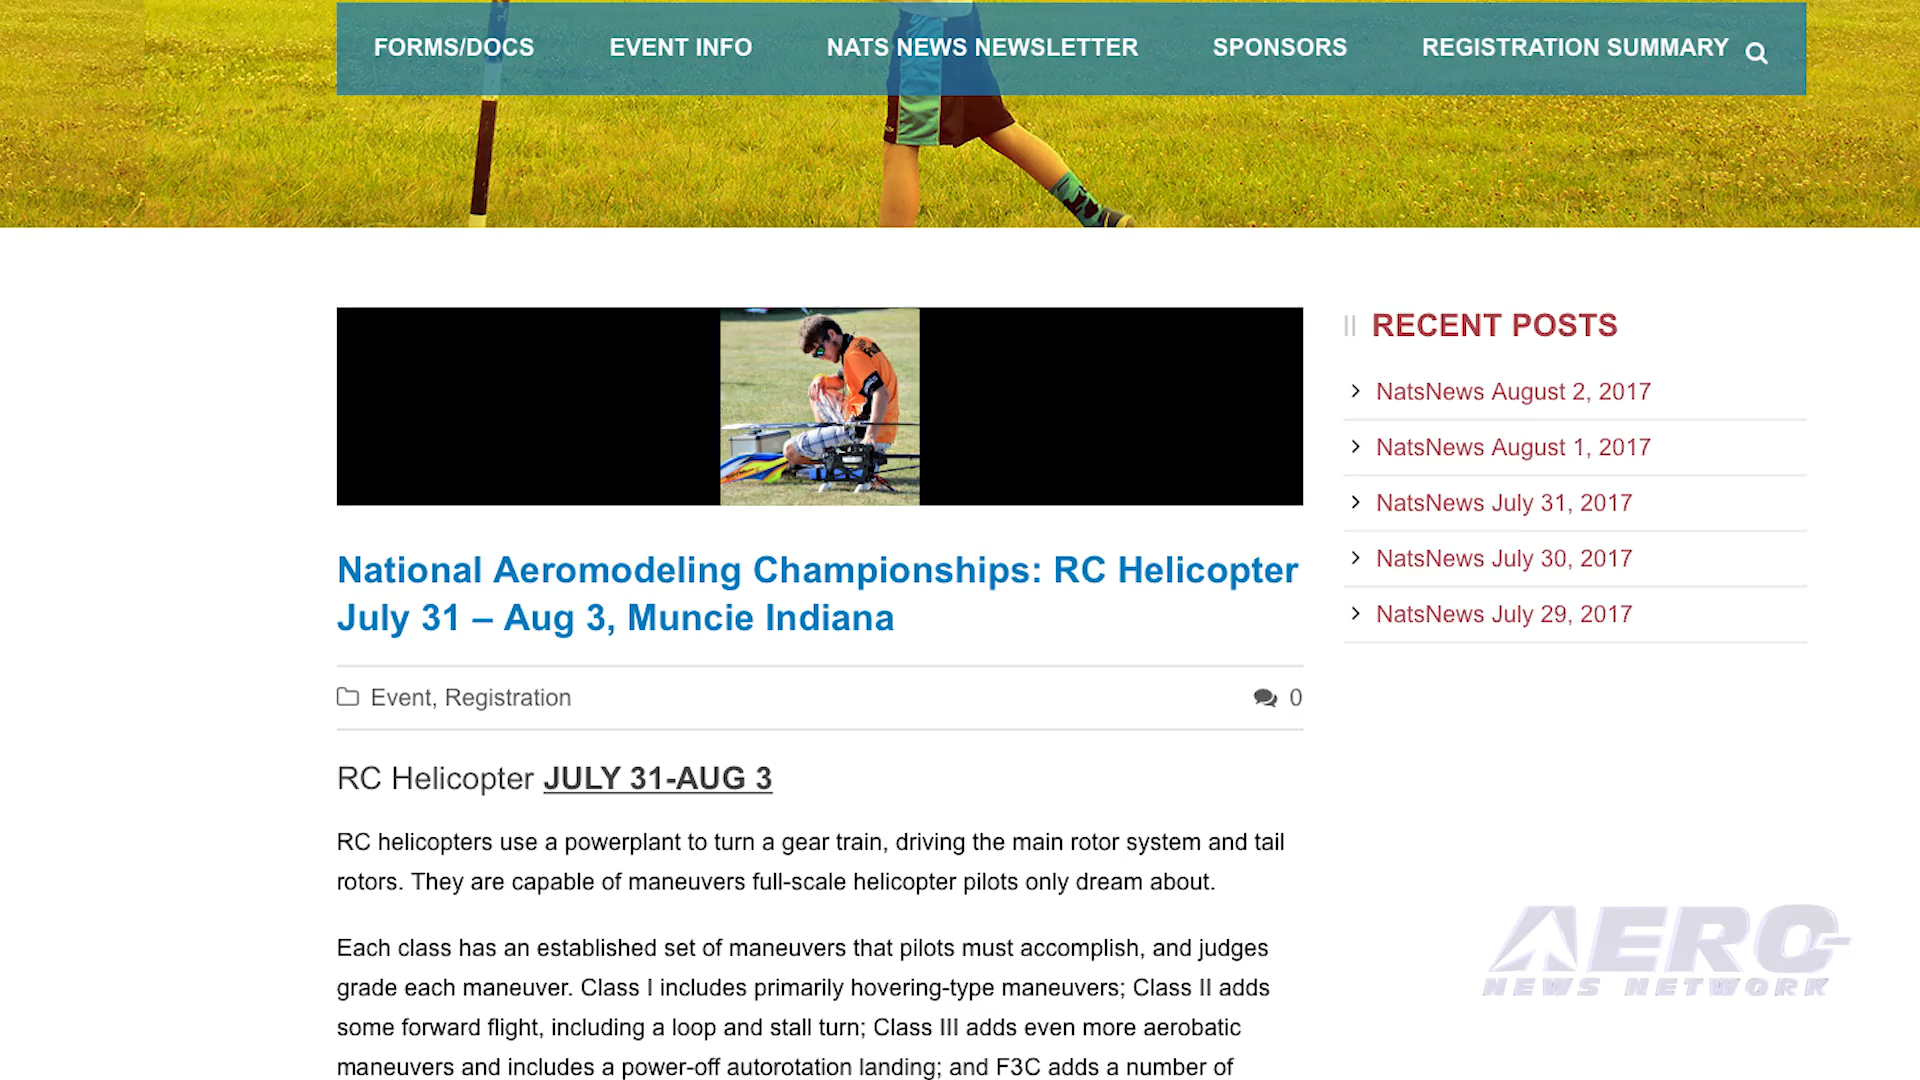 FORMS/DOCS EVENT INFO NATS NEWS NEWSLETTER SPONSORS REGISTRATION SUMMARY
RECENT POSTS
NatsNews August 2, 2017
NatsNews August 1, 2017
NatsNews July 31, 2017
NatsNews July 30, 2017
NatsNews July 29, 2017
National Aeromodeling Championships: RC Helicopter
July 31 – Aug 3, Muncie Indiana
Event, Registration 0
RC Helicopter JULY 31-AUG 3
RC helicopters use a powerplant to turn a gear train, driving the main rotor system and tail
rotors. They are capable of maneuvers full-scale helicopter pilots only dream about.
Each class has an established set of maneuvers that pilots must accomplish, and judges
grade each maneuver. Class I includes primarily hovering-type maneuvers; Class II adds
some forward flight, including a loop and stall turn; Class III adds even more aerobatic
maneuvers and includes a power-off autorotation landing; and F3C adds a number of
AERO
NEWS NETWORK